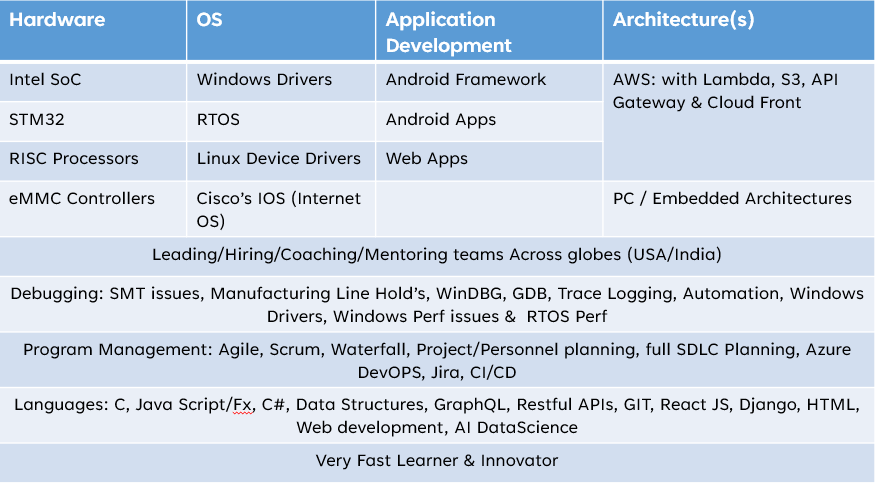 Hardware
OS
Application
Development
Architecture(s)
Intel SoC
Windows Drivers
Android Framework
AWS: with Lambda, S3, API
Gateway & Cloud Front
STM32
RTOS
Android Apps
RISC Processors
Linux Device Drivers
Web Apps
eMMC Controllers
Cisco's IOS (Internet
OS)
PC / Embedded Architectures
Leading/Hiring/Coaching/Mentoring teams Across globes (USA/India)
Debugging: SMT issues, Manufacturing Line Hold's, WinDBG, GDB, Trace Logging, Automation, Windows
Drivers, Windows Perf issues &  RTOS Perf
Program Management: Agile, Scrum, Waterfall, Project/Personnel planning, full SDLC Planning, Azure
DevOPS, Jira, CI/CD
Languages: C, Java Script/Fx, C#, Data Structures, GraphQL, Restful APIs, GIT, React JS, Django, HTML,
Web development, AI DataScience
Very Fast Learner & Innovator